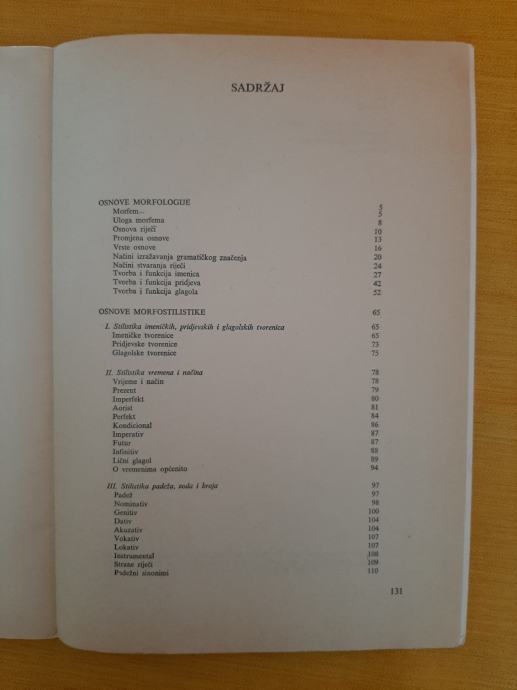 SADRŽAJ
OSNOVE MORFOLOGIJE 5
Morfem 5
Uloga morfema 8
Osnova riječi 10
Promjena osnove 13
Vrste osnove 16
Načini izražavanja gramatičkog značenja 20
Načini stvaranja riječi 24
Tvorba i funkcija imenica 27
Tvorba i funkcija pridjeva 42
Tvorba i funkcija glagola 52
OSNOVE MORFOSTILISTIKE 65
I. Stilistika imeničkih, pridjevskih i glagolskih tvorenica 65
Imeničke tvorenice 65
Pridjevske tvorenice 73
Glagolske tvorenice 75
II. Stilistika vremena i načina 78
Vrijeme i način 78
Prezent 79
Imperfekt 80
Aorist 81
Perfekt 84
Kondicional 86
Imperativ 87
Futur 87
Infinitiv 88
Lični glagol 89
O vremenima općenito 94
III. Stilistika padeža, roda i broja 97
Padež 97
Nominativ 98
Genitiv 100
Dativ 104
Akuzativ 104
Vokativ 107
Lokativ 107
Instrumental 108
Strane riječi 109
Padežni sinonimi 110
131